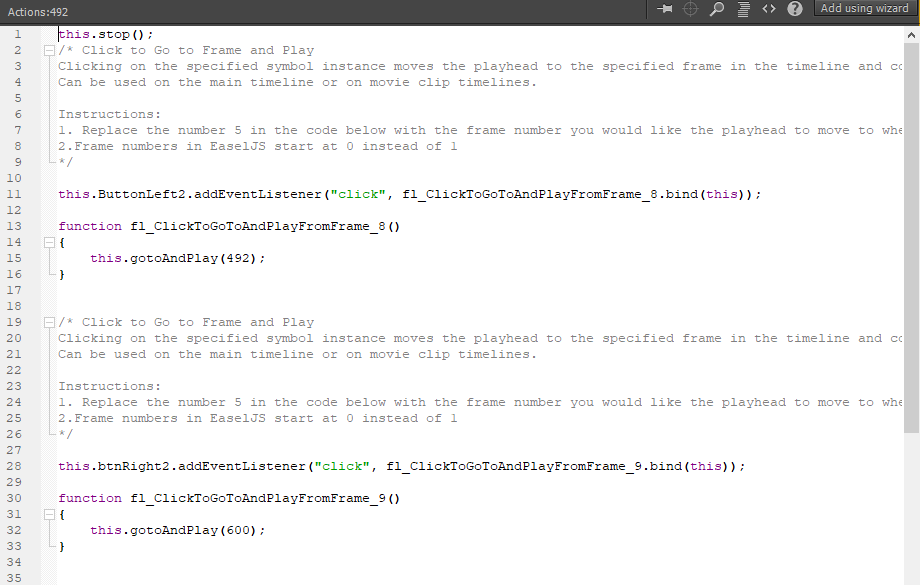 Actions:492
Add using wizard
1 this.stop();
2 /* Click to Go to Frame and Play
3 Clicking on the specified symbol instance moves the playhead to the specified frame in the timeline and
4 Can be used on the main timeline or on movie clip timelines.
5
6 Instructions:
7 1. Replace the number 5 in the code below with the frame number you would like the playhead to move to
8 2.Frame numbers in EaselJS start at 0 instead of 1
9 */
10
11 this.ButtonLeft2.addEventListener("click", fl_ClickToGoToAndPlayFromFrame_8.bind(this));
12
13 function fl_ClickToGoToAndPlayFromFrame_8()
14 {
15 this.gotoAndPlay(492);
16 }
17
18
19 /* Click to Go to Frame and Play
20 Clicking on the specified symbol instance moves the playhead to the specified frame in the timeline and
21 Can be used on the main timeline or on movie clip timelines.
22
23 Instructions:
24 1. Replace the number 5 in the code below with the frame number you would like the playhead to move to
25 2.Frame numbers in EaselJS start at 0 instead of 1
26 */
27
28 this.btnRight2.addEventListener("click", fl_ClickToGoToAndPlayFromFrame_9.bind(this));
29
30 function fl_ClickToGoToAndPlayFromFrame_9()
31 {
32 this.gotoAndPlay(600);
33 }
34
35